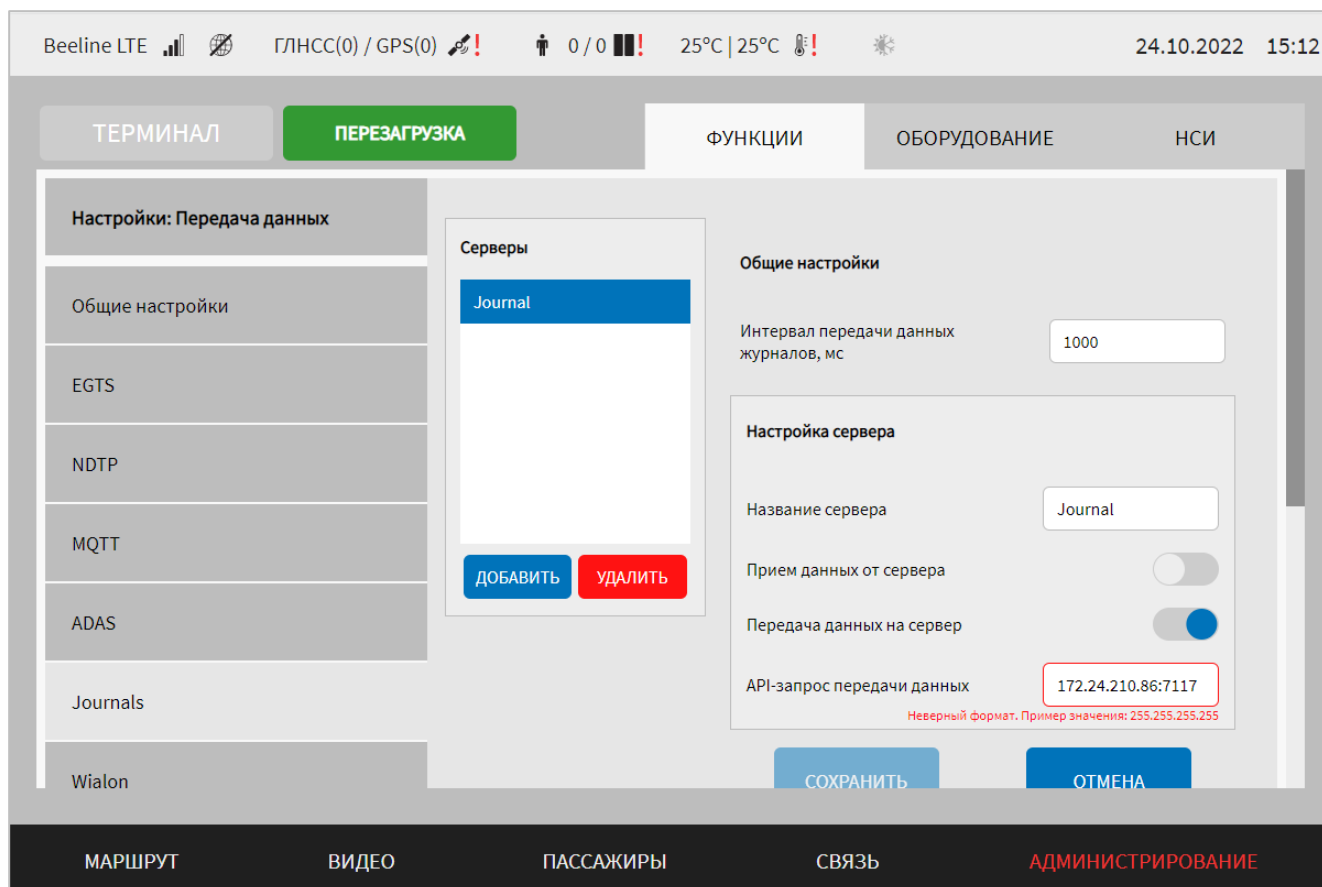 Beeline LTE ГЛНСС(0) / GPS(0) ! 0 / 0 ! 25°C | 25°C ! 24.10.2022 15:12
ТЕРМИНАЛ ПЕРЕЗАГРУЗКА ФУНКЦИИ ОБОРУДОВАНИЕ НСИ
Настройки: Передача данных
Общие настройки
EGTS
NDTP
MQTT
ADAS
Journals
Wialon
Серверы
Journal
ДОБАВИТЬ УДАЛИТЬ
Общие настройки
Интервал передачи данных
журналов, мс
1000
Настройка сервера
Название сервера Journal
Прием данных от сервера
Передача данных на сервер
API-запрос передачи данных 172.24.210.86:7117
Неверный формат. Пример значения: 255.255.255.255
СОХРАНИТЬ ОТМЕНА
МАРШРУТ ВИДЕО ПАССАЖИРЫ СВЯЗЬ АДМИНИСТРИРОВАНИЕ